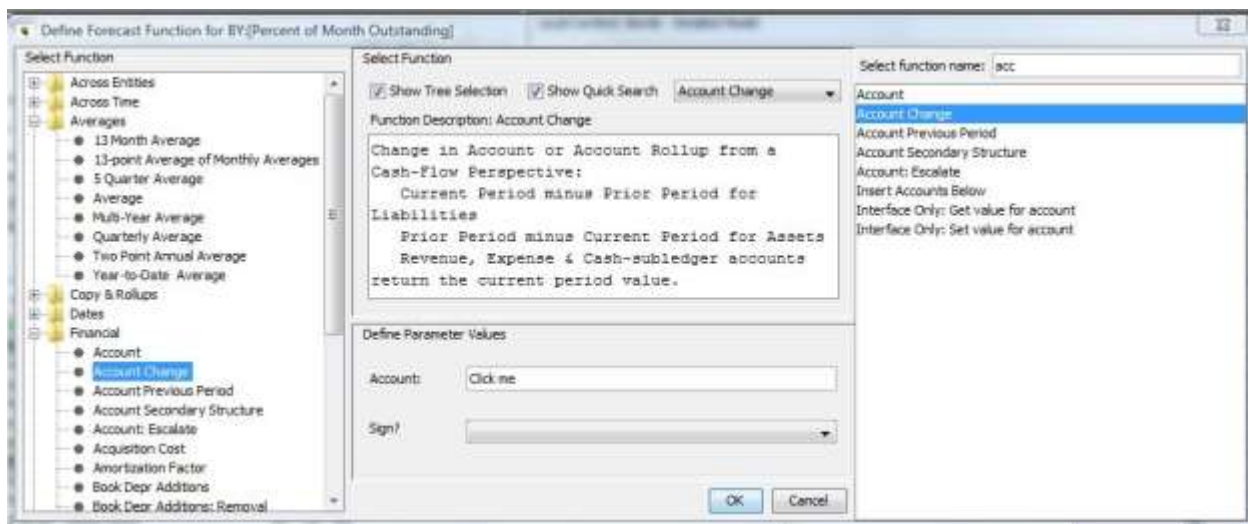 Define Forecast Function for BY:[Percent of Month Outstanding]
Select Function
Across Entities
Across Time
Averages
13 Month Average
13-point Average of Monthly Averages
5 Quarter Average
Average
Multi-Year Average
Quarterly Average
Two Point Annual Average
Year-to-Date Average
Copy & Rollups
Dates
Financial
Account
Account Change
Account Previous Period
Account Secondary Structure
Account: Escalate
Acquisition Cost
Amortization Factor
Book Depr Additions
Book Depr Additions: Removal
Select Function
Show Tree Selection Show Quick Search Account Change
Function Description: Account Change
Change in Account or Account Rollup from a
Cash-Flow Perspective:
Current Period minus Prior Period for
Liabilities
Prior Period minus Current Period for Assets
Revenue, Expense & Cash-subledger accounts
return the current period value.
Define Parameter Values
Account: Click me
Sign?
OK Cancel
Select function name: acc
Account
Account Change
Account Previous Period
Account Secondary Structure
Account: Escalate
Insert Accounts Below
Interface Only: Get value for account
Interface Only: Set value for account